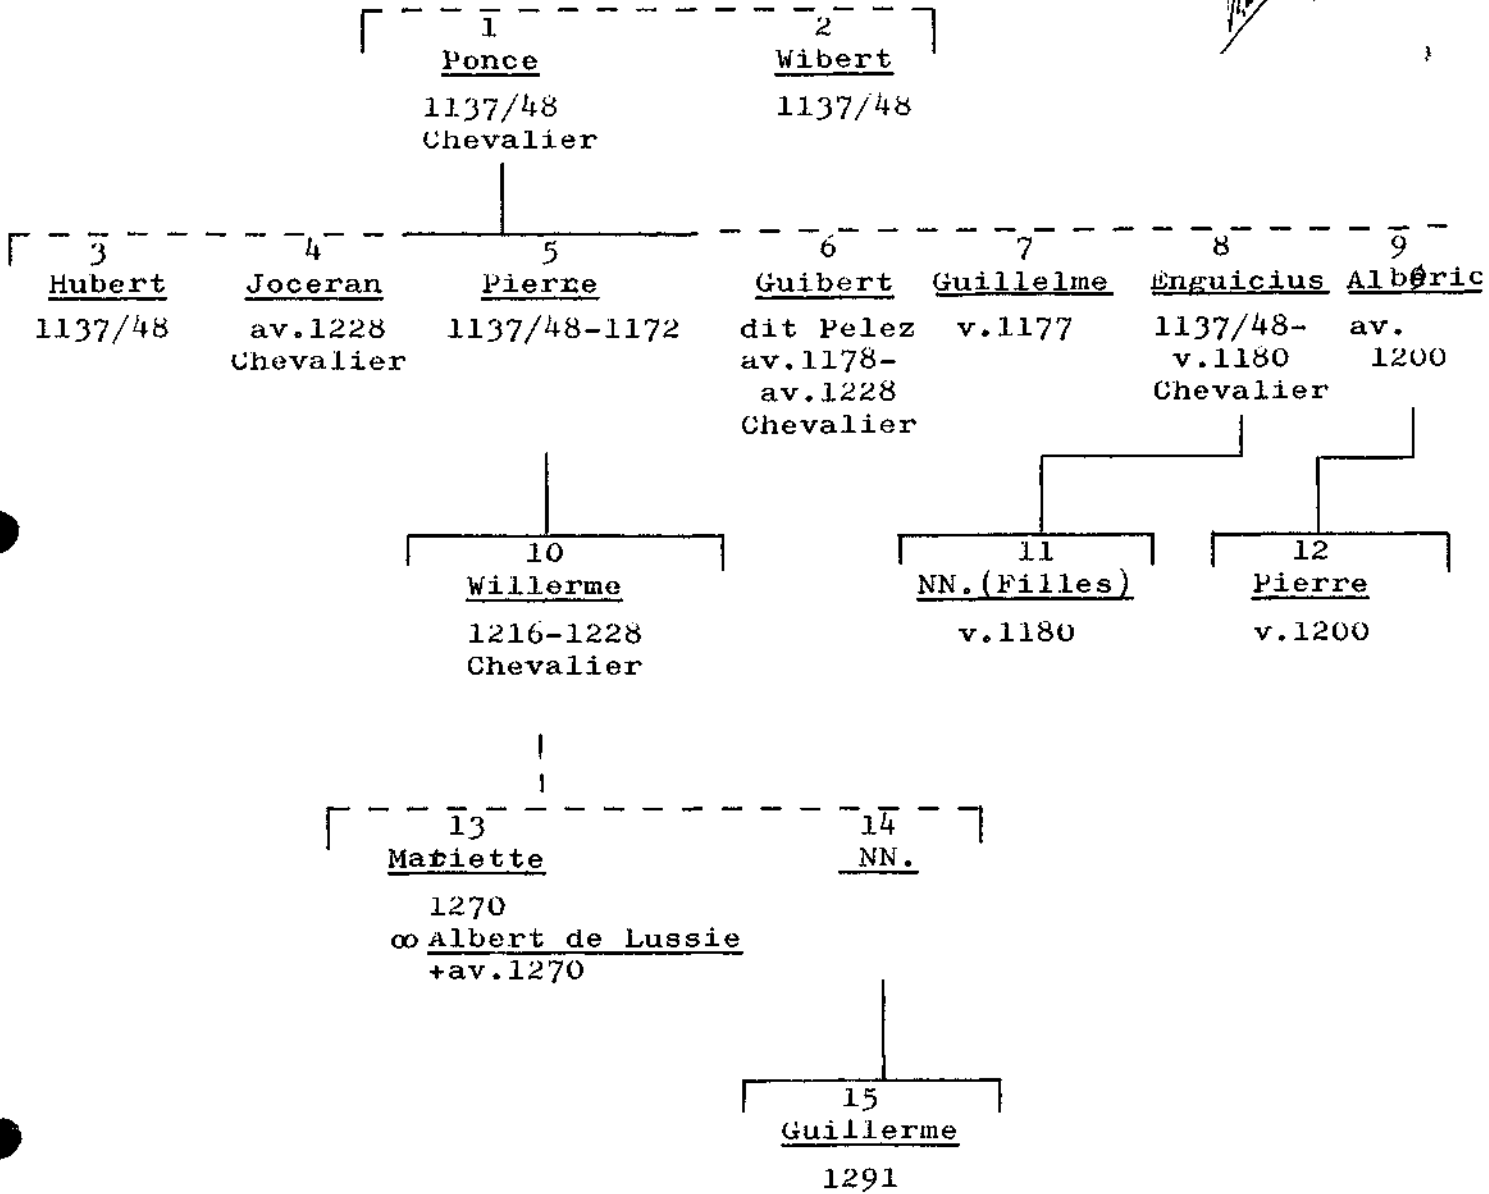 1 2
Ponce Wibert
1137/48 1137/48
Chevalier
3 4 5 6 7 8 9
Hubert Joceran Pierre Guibert Guillelme Enguicius Albéric
1137/48 av.1228 1137/48-1172 dit Pelez v.1177 1137/48- av.
Chevalier av.1178- v.1180 1200
av.1228 Chevalier
Chevalier
10 11 12
Willerme NN.(Filles) Pierre
1216-1228 v.1180 v.1200
Chevalier
13 14
Mariette NN.
1270
∞ Albert de Lussie
+av.1270
15
Guillerme
1291